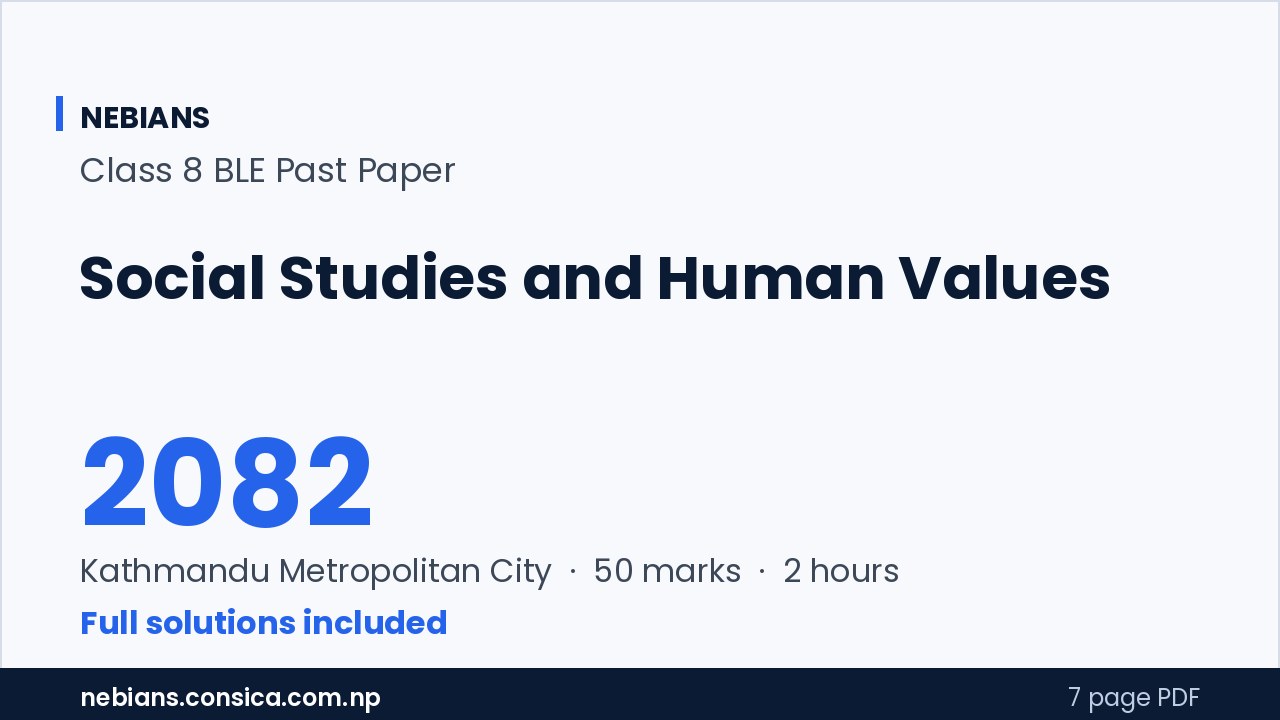 NEBIANS
Class 8 BLE Past Paper
Social Studies and Human Values
2082
Kathmandu Metropolitan City · 50 marks · 2 hours
Full solutions included
nebians.consica.com.np
7 page PDF